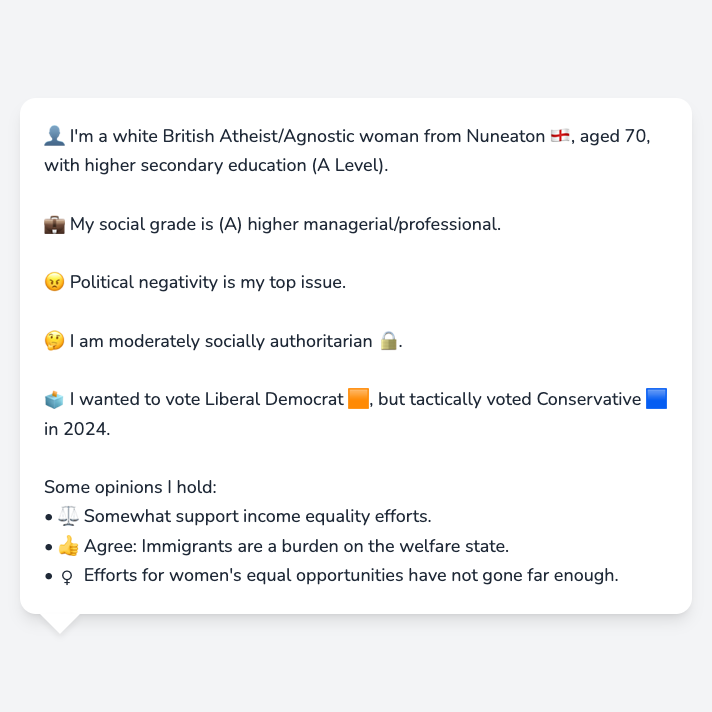 👤 I'm a white British Atheist/Agnostic woman from Nuneaton 🏴󠁧󠁢󠁥󠁮󠁧󠁿, aged 70,
with higher secondary education (A Level).
💼 My social grade is (A) higher managerial/professional.
😠 Political negativity is my top issue.
🤔 I am moderately socially authoritarian 🔒.
🗳️ I wanted to vote Liberal Democrat 🟧, but tactically voted Conservative 🟦
in 2024.
Some opinions I hold:
• ⚖️ Somewhat support income equality efforts.
• 👍 Agree: Immigrants are a burden on the welfare state.
• ♀ Efforts for women's equal opportunities have not gone far enough.